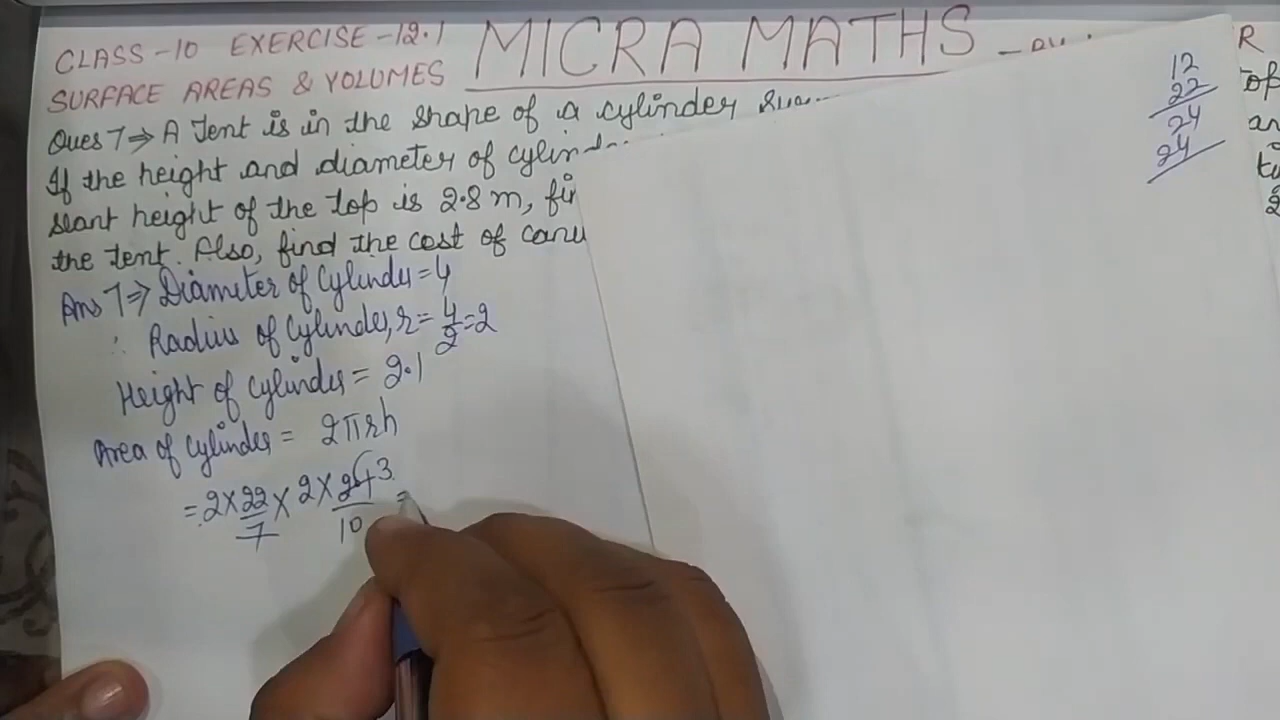 CLASS-10 EXERCISE-12.1
SURFACE AREAS & VOLUMES
MICRA MATHS -
R
Ques 7⇒ A Tent is in the shape of a cylinder
If the height and diameter of
slant height of the top is 2.8 m,
the tent. Also, find the cost of
Ans 7⇒ Diameter of Cylinder = 4
∴ Radius of Cylinder, r = 4/2 = 2
Height of Cylinder = 2.1
Area of Cylinder = 2πrh
= 2 × 22/7 × 2 × 21 3/10 =
12
22
24
24
of